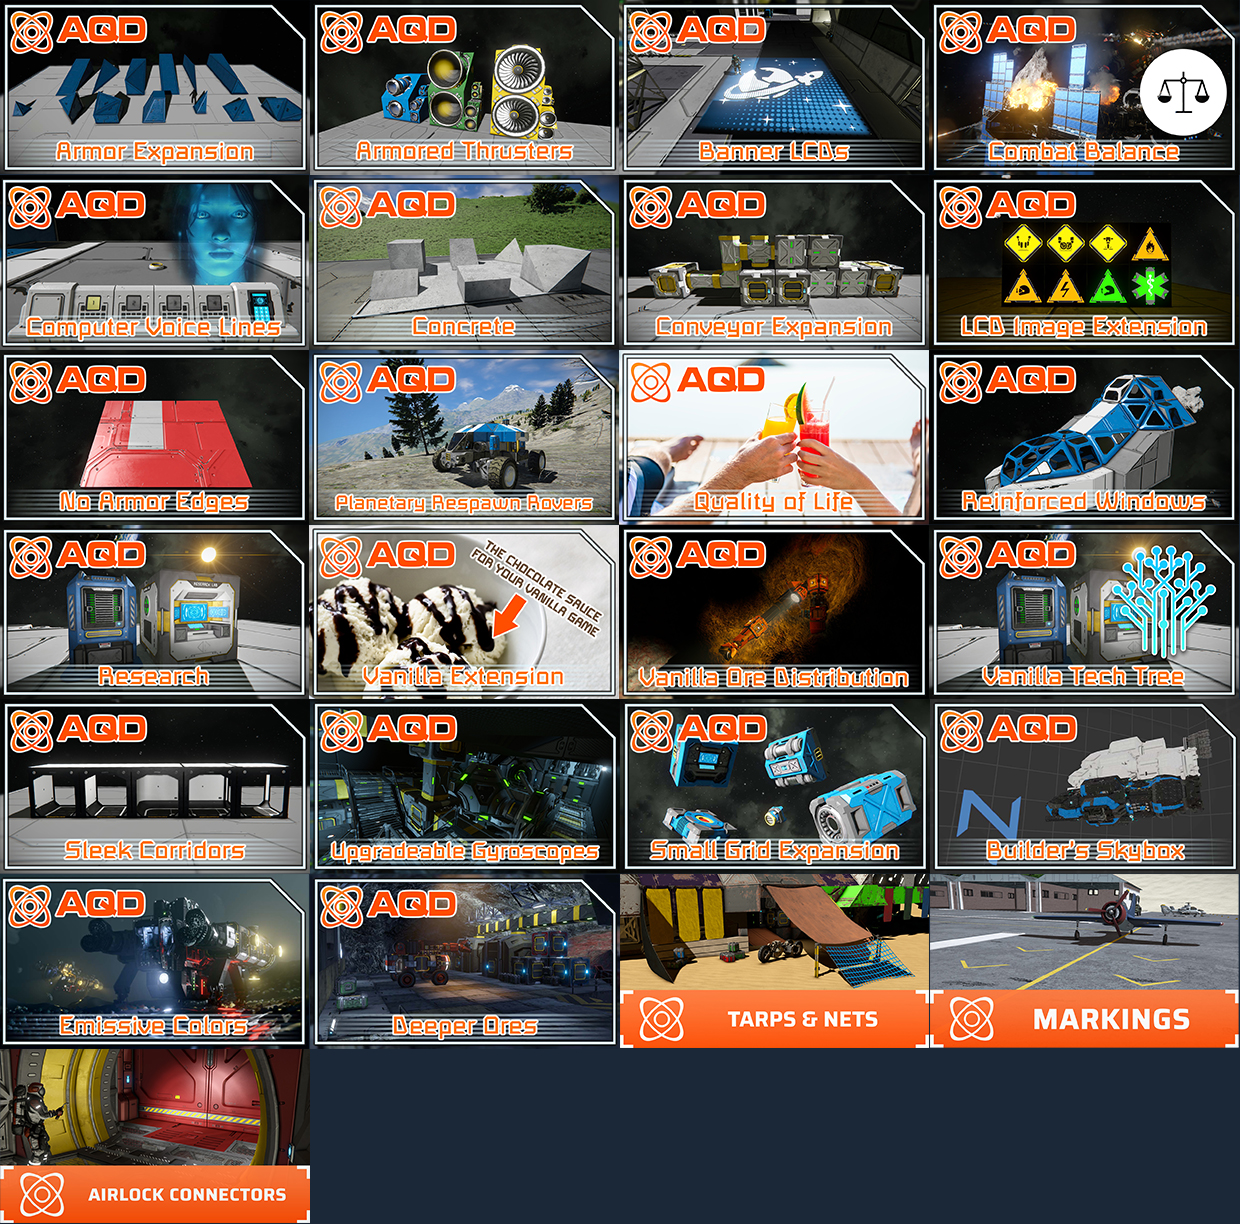 AQD
Armor Expansion
AQD
Armored Thrusters
AQD
Banner LCDs
AQD
Combat Balance
AQD
Computer Voice Lines
AQD
Concrete
AQD
Conveyor Expansion
AQD
LCD Image Extension
AQD
No Armor Edges
AQD
Planetary Respawn Rovers
AQD
Quality of Life
AQD
Reinforced Windows
AQD
Research
AQD
THE CHOCOLATE SAUCE
FOR YOUR VANILLA GAME
Vanilla Extension
AQD
Vanilla Ore Distribution
AQD
Vanilla Tech Tree
AQD
Sleek Corridors
AQD
Upgradeable Gyroscopes
AQD
Small Grid Expansion
AQD
N
Builder's Skybox
AQD
Emissive Colors
AQD
Deeper Ores
TARPS & NETS
MARKINGS
AIRLOCK CONNECTORS